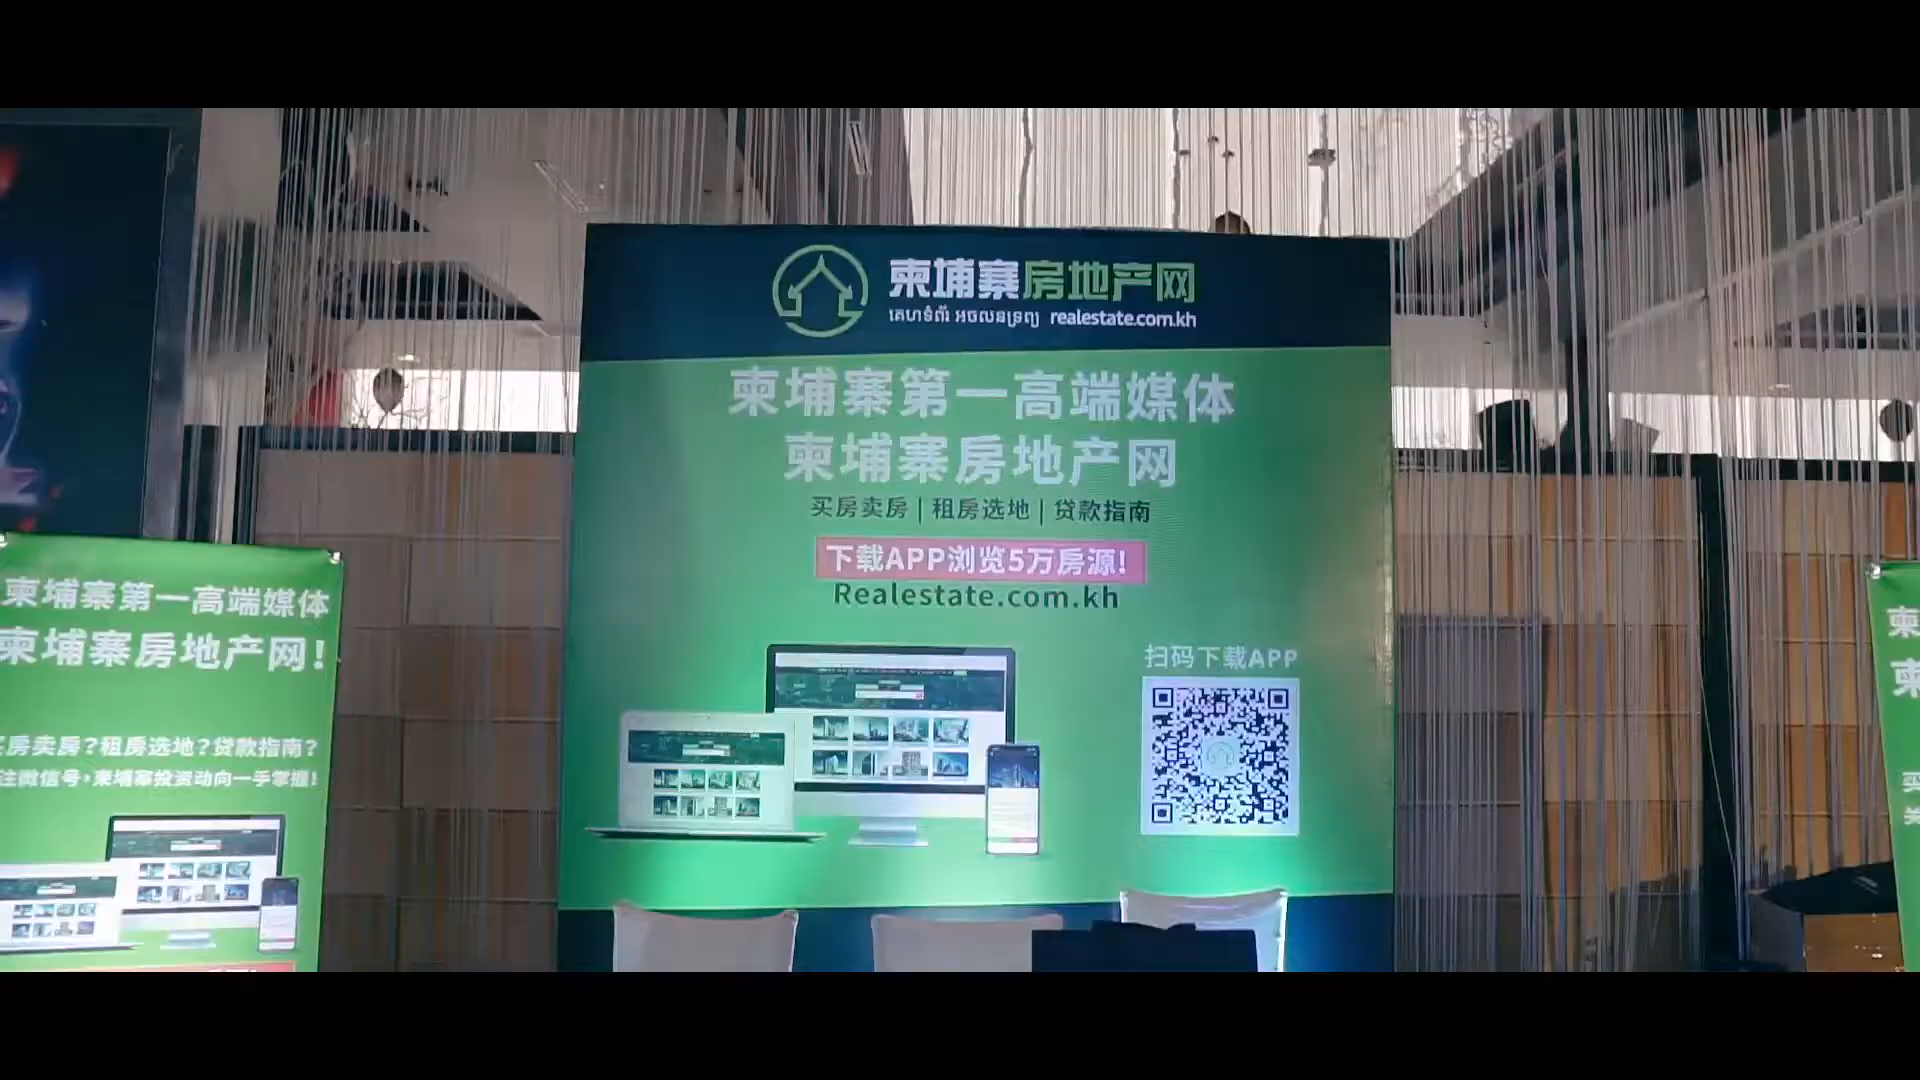 柬埔寨房地产网
គេហទំព័រ អចលនទ្រព្យ realestate.com.kh
柬埔寨第一高端媒体
柬埔寨房地产网
买房卖房 | 租房选地 | 贷款指南
下载APP浏览5万房源!
Realestate.com.kh
扫码下载APP
柬埔寨第一高端媒体
柬埔寨房地产网!
房卖房?租房选地?贷款指南?
注微信号,柬埔寨投资动向一手掌握!
柬
柬
买